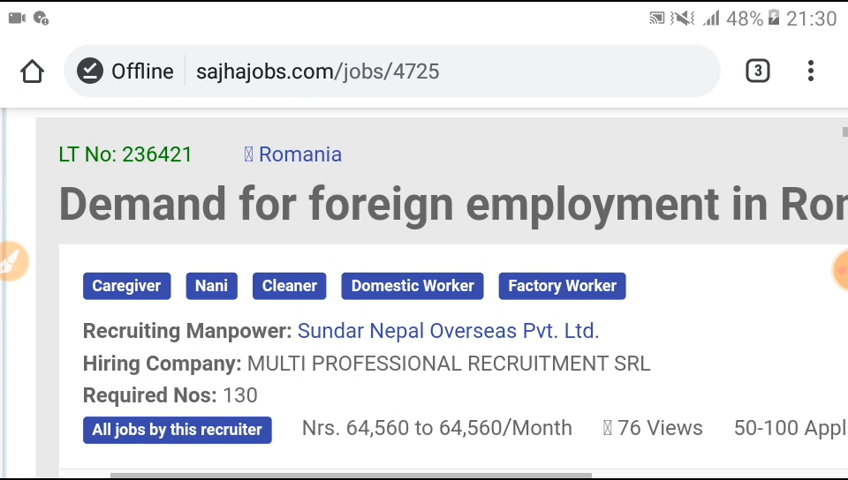 48% 21:30
Offline sajhajobs.com/jobs/4725 3
LT No: 236421 Romania
Demand for foreign employment in Ror
Caregiver Nani Cleaner Domestic Worker Factory Worker
Recruiting Manpower: Sundar Nepal Overseas Pvt. Ltd.
Hiring Company: MULTI PROFESSIONAL RECRUITMENT SRL
Required Nos: 130
All jobs by this recruiter Nrs. 64,560 to 64,560/Month 76 Views 50-100 Appl